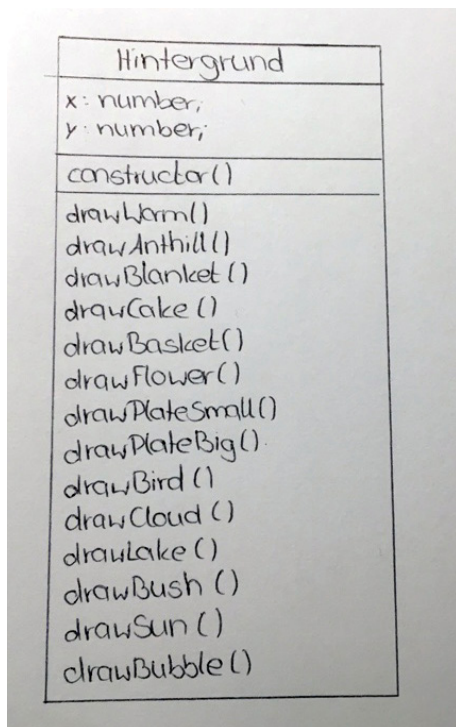 Hintergrund
x: number;
y: number;
constructor()
drawWorm()
drawAnthill()
drawBlanket()
drawCake()
drawBasket()
drawFlower()
drawPlateSmall()
drawPlateBig()
drawBird()
drawCloud()
drawLake()
drawBush()
drawSun()
drawBubble()